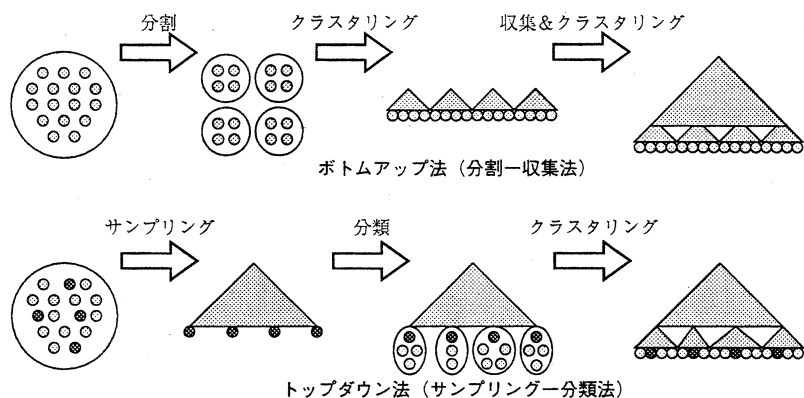 分割
クラスタリング
収集&クラスタリング
ボトムアップ法(分割ー収集法)
サンプリング
分類
クラスタリング
トップダウン法(サンプリングー分類法)